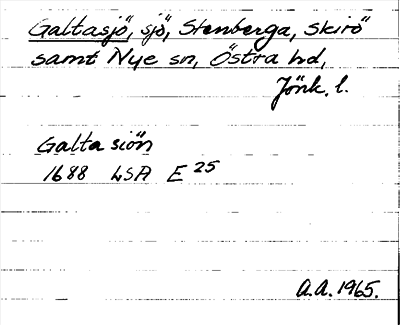 Galtasjö, sjö, Stenberga, Skirö
samt Nye sn, Östra hd,
Jönk. l.
Galta siön
1688 LSA E 25
A.A. 1965.